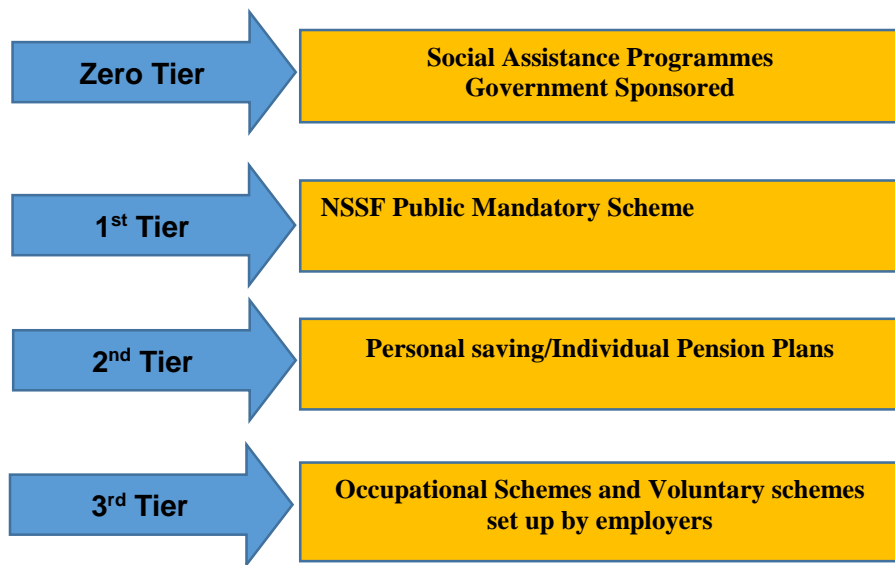 Zero Tier
Social Assistance Programmes
Government Sponsored
1st Tier
NSSF Public Mandatory Scheme
2nd Tier
Personal saving/Individual Pension Plans
3rd Tier
Occupational Schemes and Voluntary schemes
set up by employers